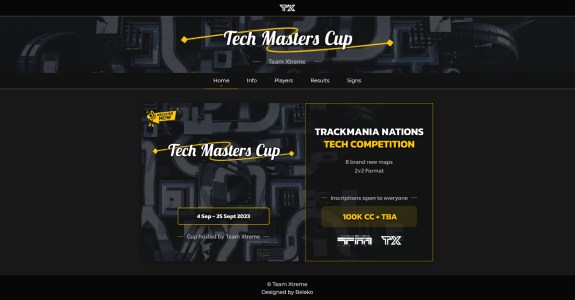 TX
Tech Masters Cup
Team Xtreme
Home Info Players Results Signs
REGISTER
NOW
Tech Masters Cup
4 Sep - 25 Sept 2023
Cup hosted by Team Xtreme
TRACKMANIA NATIONS
TECH COMPETITION
8 brand new maps
2v2 Format
Inscriptions open to everyone
100K CC + TBA
TM TX
© Team Xtreme
Designed by Belako